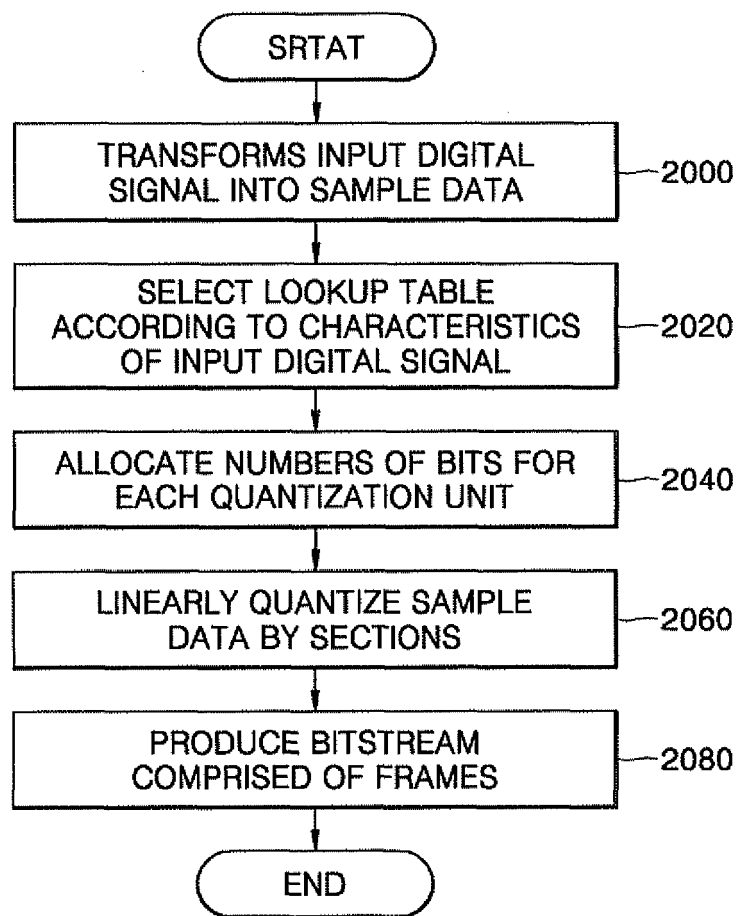 SRTAT
TRANSFORMS INPUT DIGITAL
SIGNAL INTO SAMPLE DATA
2000
SELECT LOOKUP TABLE
ACCORDING TO CHARACTERISTICS
OF INPUT DIGITAL SIGNAL
2020
ALLOCATE NUMBERS OF BITS FOR
EACH QUANTIZATION UNIT
2040
LINEARLY QUANTIZE SAMPLE
DATA BY SECTIONS
2060
PRODUCE BITSTREAM
COMPRISED OF FRAMES
2080
END